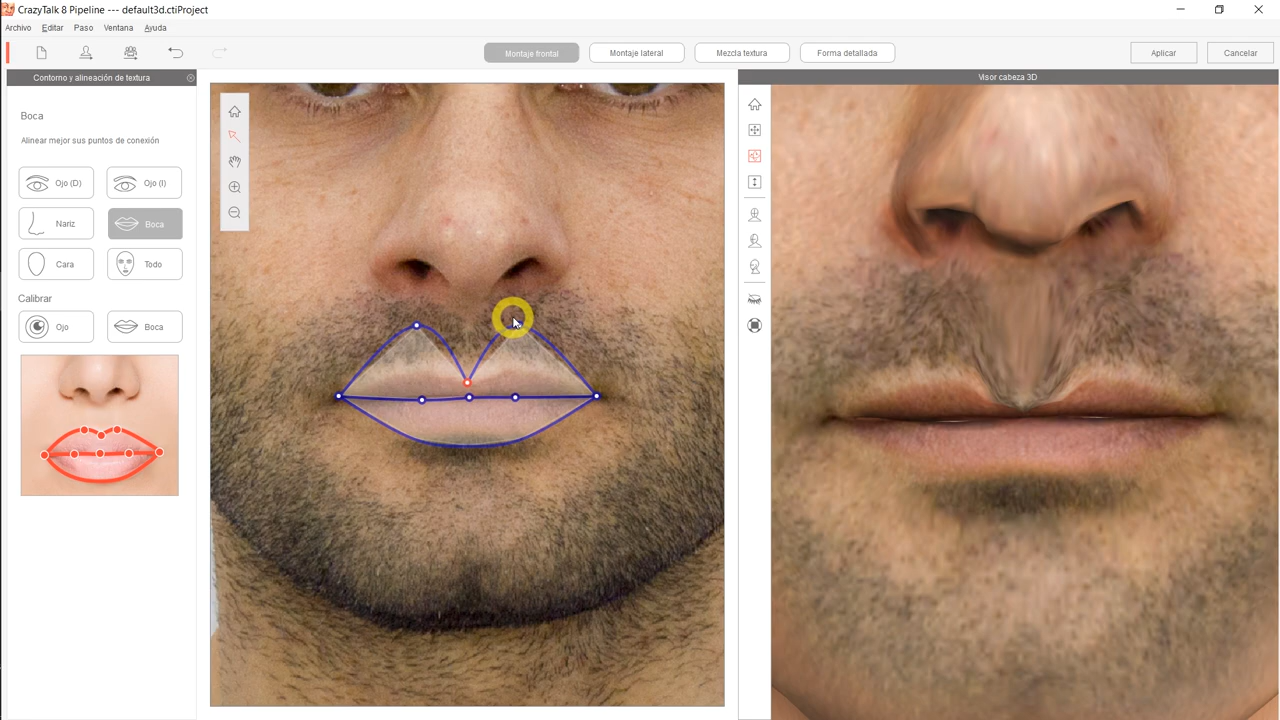 CrazyTalk 8 Pipeline --- default3d.ctiProject
Archivo Editar Paso Ventana Ayuda
Montaje frontal Montaje lateral Mezcla textura Forma detallada Aplicar Cancelar
Contorno y alineación de textura
Visor cabeza 3D
Boca
Alinear mejor sus puntos de conexión
Ojo (D) Ojo (I)
Nariz Boca
Cara Todo
Calibrar
Ojo Boca